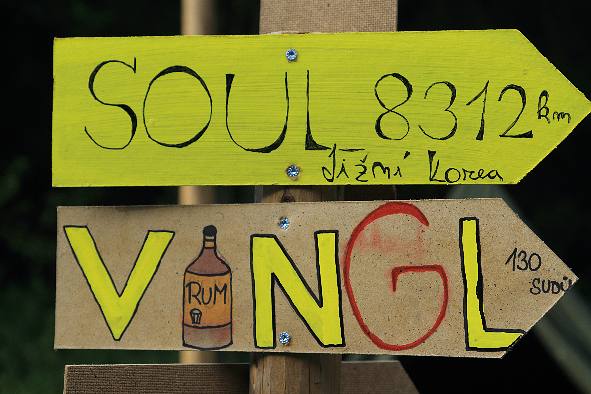 SOUL 8312 km
Jižní Korea
V NGL 130
RUM
SUDŮ